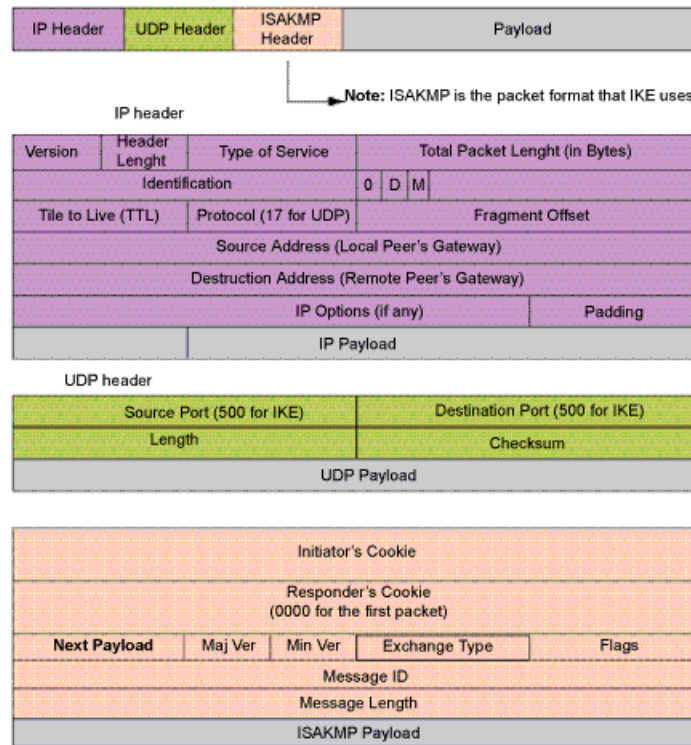 IP Header UDP Header ISAKMP Header Payload
Note: ISAKMP is the packet format that IKE uses
IP header
Version Header Lenght Type of Service Total Packet Lenght (in Bytes)
Identification 0 D M
Tile to Live (TTL) Protocol (17 for UDP) Fragment Offset
Source Address (Local Peer's Gateway)
Destruction Address (Remote Peer's Gateway)
IP Options (if any) Padding
IP Payload
UDP header
Source Port (500 for IKE) Destination Port (500 for IKE)
Length Checksum
UDP Payload
Initiator's Cookie
Responder's Cookie
(0000 for the first packet)
Next Payload Maj Ver Min Ver Exchange Type Flags
Message ID
Message Length
ISAKMP Payload